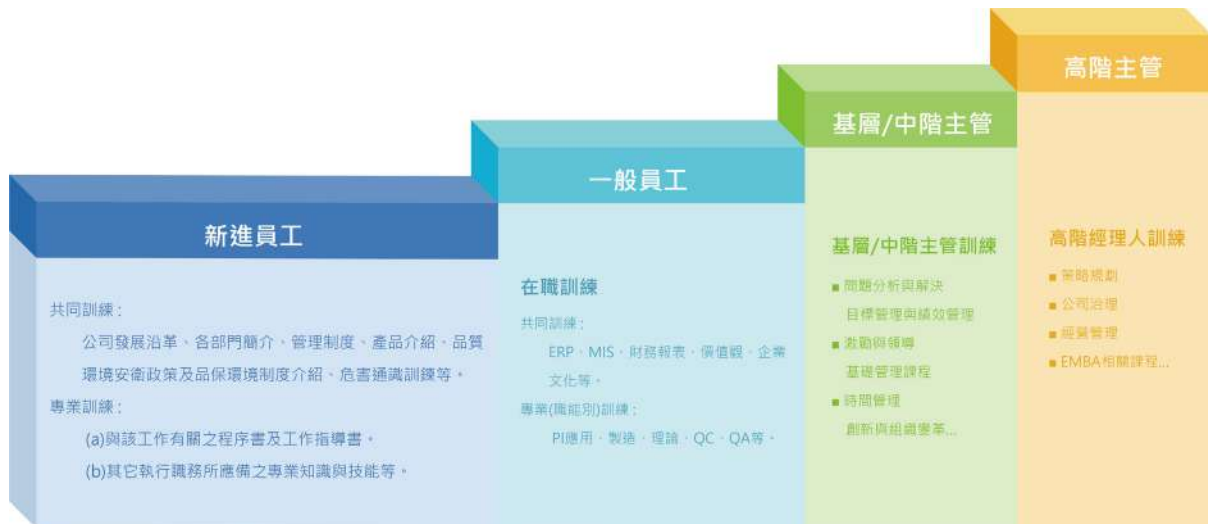 新進員工
共同訓練：
公司發展沿革、各部門簡介、管理制度、產品介紹、品質
環境安衛政策及品保環境制度介紹、危害通識訓練等。
專業訓練：
(a)與該工作有關之程序書及工作指導書。
(b)其它執行職務所應備之專業知識與技能等。
一般員工
在職訓練
共同訓練：
ERP、MIS、財務報表、價值觀、企業
文化等。
專業(職能別)訓練：
PI應用、製造、理論、QC、QA等。
基層/中階主管
基層/中階主管訓練
■ 問題分析與解決
目標管理與績效管理
■ 激勵與領導
基礎管理課程
■ 時間管理
創新與組織變革...
高階主管
高階經理人訓練
■ 策略規劃
■ 公司治理
■ 經營管理
■ EMBA相關課程...